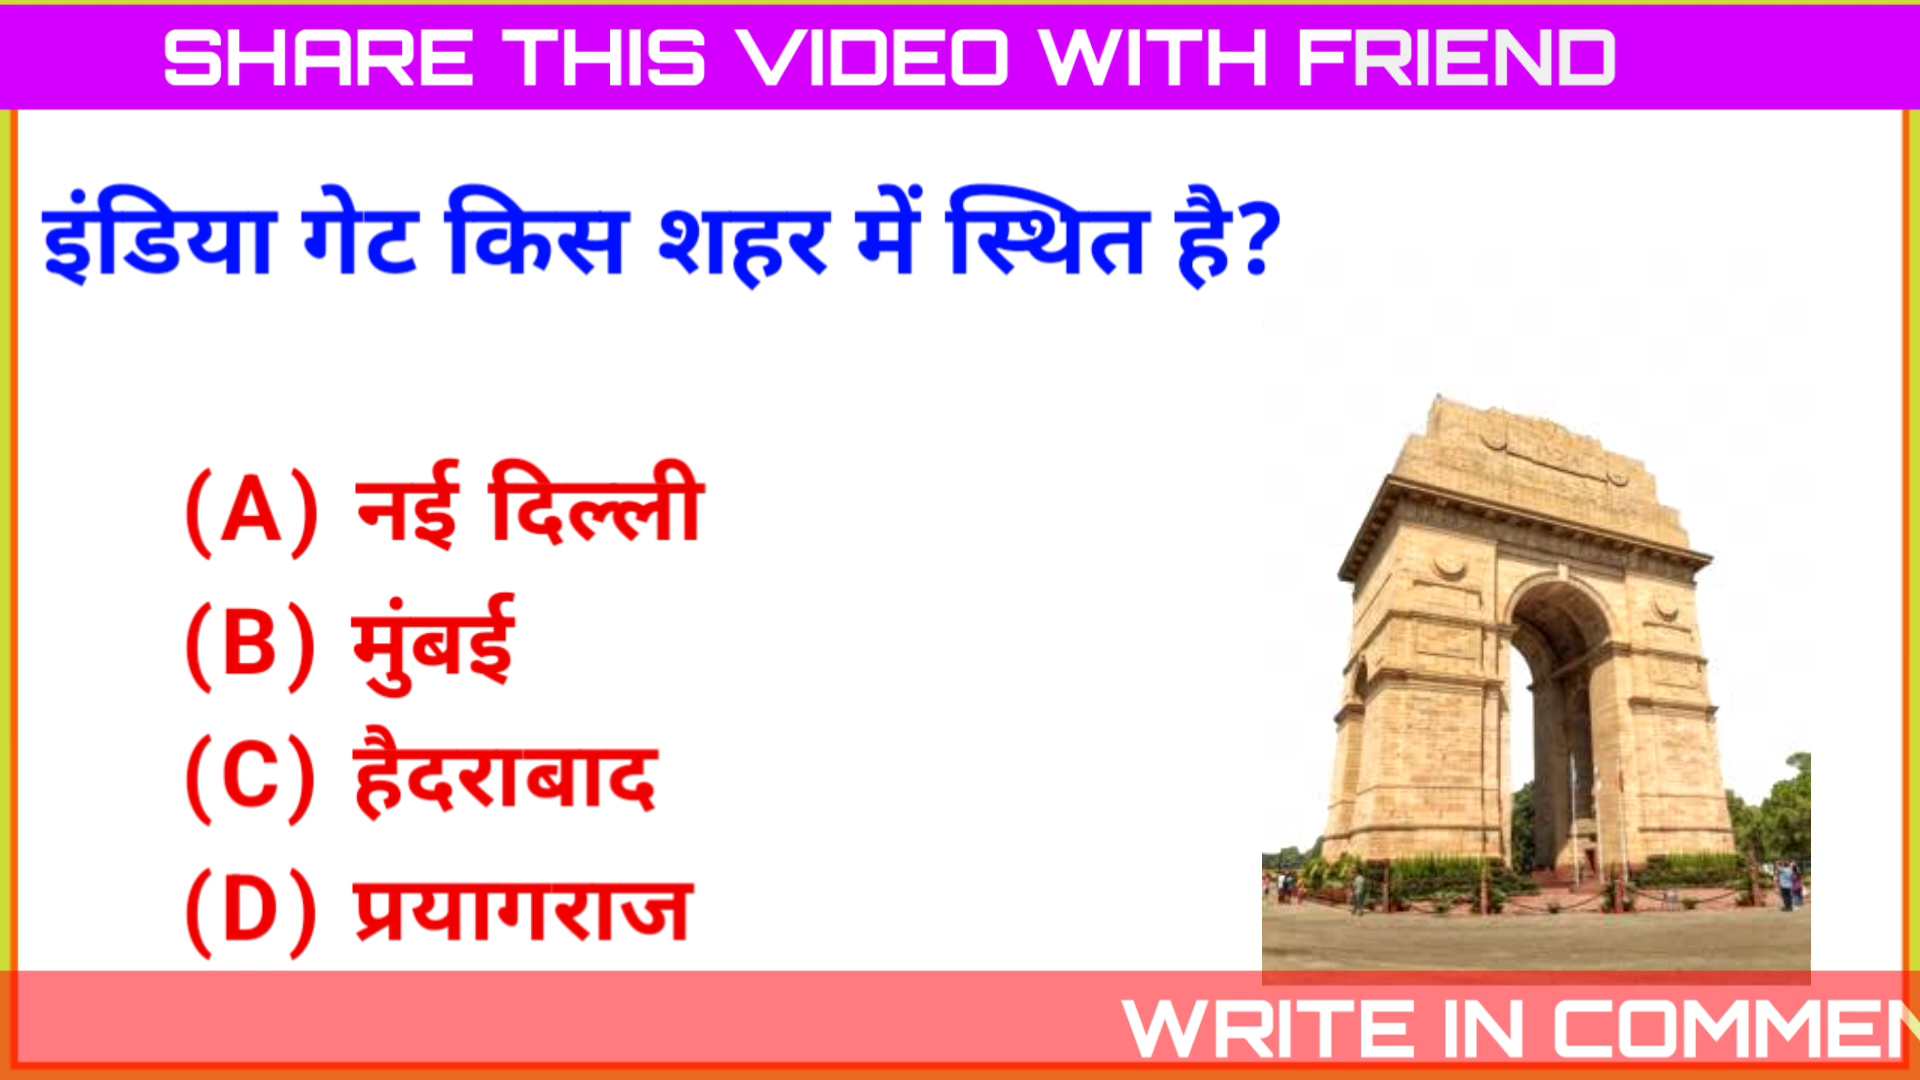 SHARE THIS VIDEO WITH FRIEND
इंडिया गेट किस शहर में स्थित है?
(A) नई दिल्ली
(B) मुंबई
(C) हैदराबाद
(D) प्रयागराज
WRITE IN COMMEN